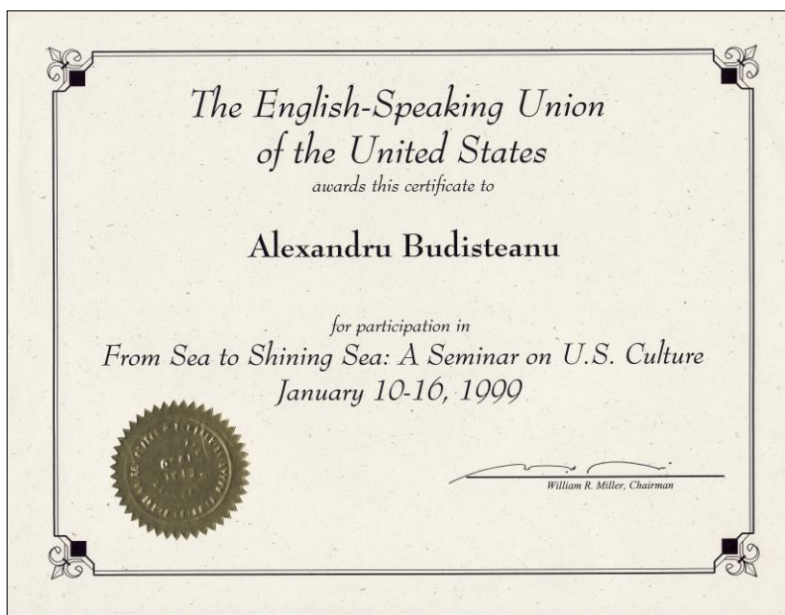 The English-Speaking Union
of the United States
awards this certificate to
Alexandru Budisteanu
for participation in
From Sea to Shining Sea: A Seminar on U.S. Culture
January 10-16, 1999
William R. Miller, Chairman